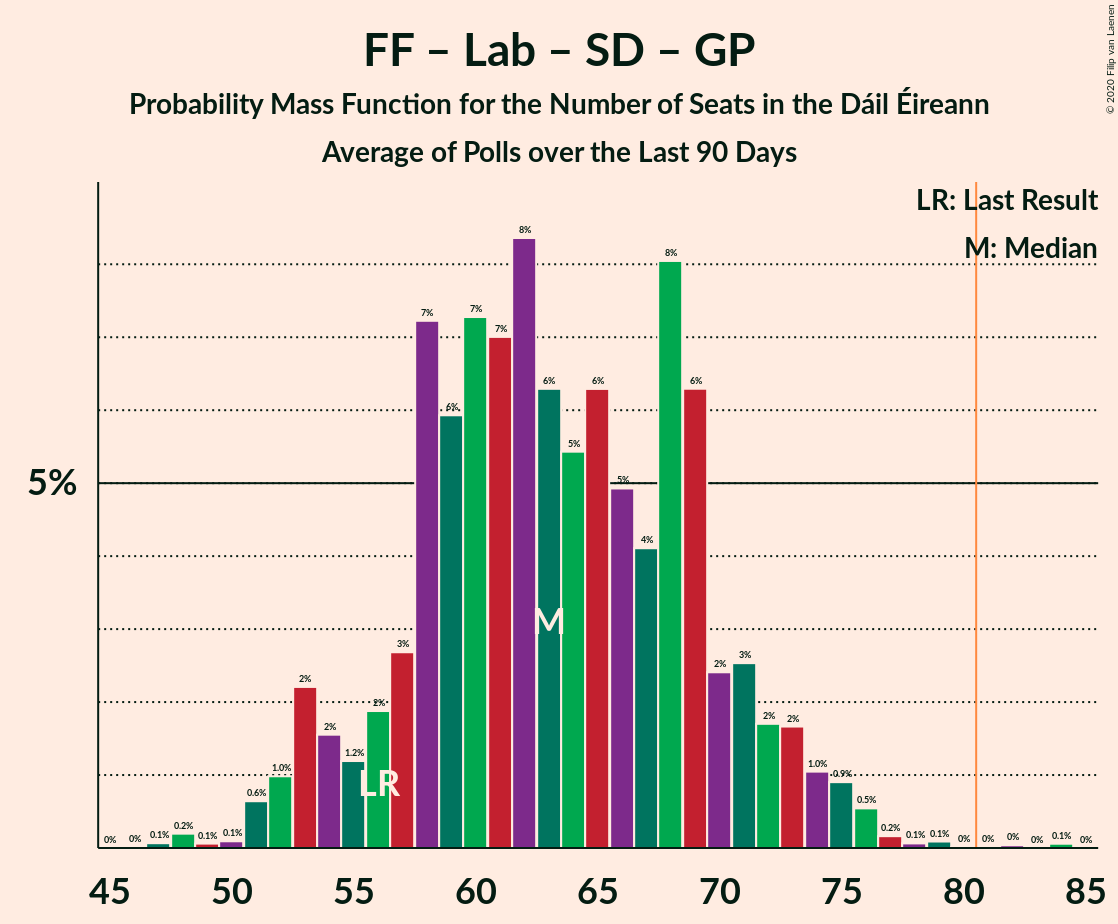 FF – Lab – SD – GP
Probability Mass Function for the Number of Seats in the Dáil Éireann
Average of Polls over the Last 90 Days
© 2020 Filip van Laenen
LR: Last Result
M: Median
5%
0% 0% 0.1% 0.2% 0.1% 0.1% 0.6% 1.0% 2% 2% 1.2% 2% 3% 7% 6% 7% 7% 8% 6% 5% 6% 5% 4% 8% 6% 2% 3% 2% 2% 1.0% 0.9% 0.5% 0.2% 0.1% 0.1% 0% 0% 0% 0% 0.1% 0%
M
LR
45 50 55 60 65 70 75 80 85